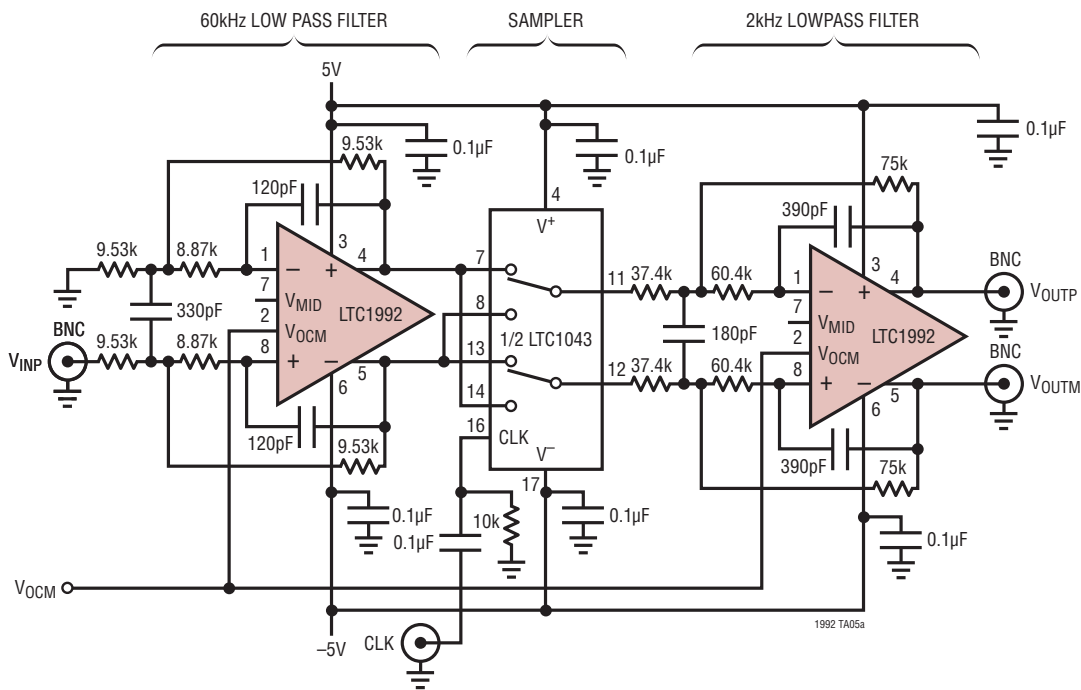 60kHz LOW PASS FILTER
SAMPLER
2kHz LOWPASS FILTER
5V
0.1µF
0.1µF
0.1µF
9.53k
75k
120pF
390pF
4
V+
9.53k
8.87k
1
3
4
–
+
7
7
VMID
2
VOCM
8
+
–
LTC1992
5
6
330pF
BNC
VINP
9.53k
8.87k
120pF
9.53k
8
1/2 LTC1043
13
14
16
CLK
V–
17
11
37.4k
60.4k
180pF
12
37.4k
60.4k
1
3
4
–
+
7
VMID
2
VOCM
8
+
–
LTC1992
5
6
BNC
VOUTP
BNC
VOUTM
390pF
75k
0.1µF
0.1µF
10k
0.1µF
0.1µF
VOCM
–5V
CLK
1992 TA05a